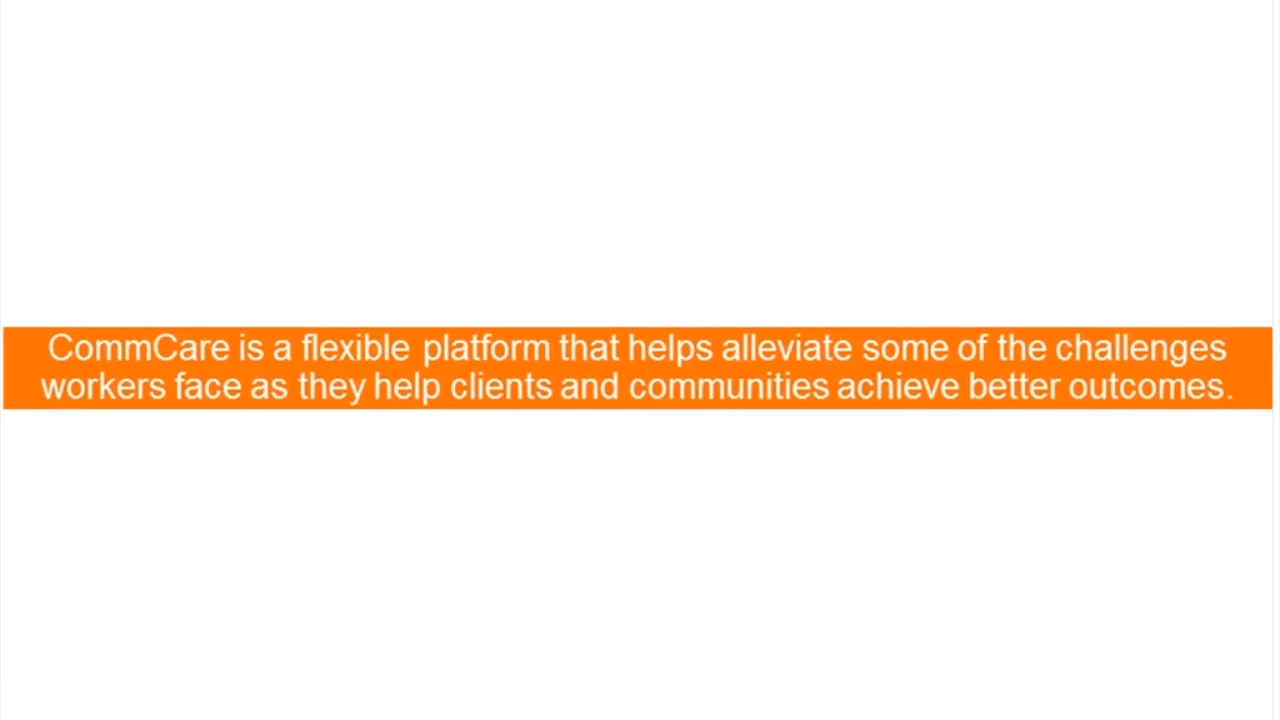 CommCare is a flexible platform that helps alleviate some of the challenges
workers face as they help clients and communities achieve better outcomes.